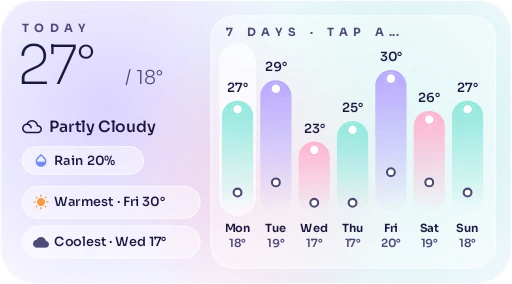 TODAY
27°
/ 18°
Partly Cloudy
Rain 20%
Warmest · Fri 30°
Coolest · Wed 17°
7 DAYS · TAP A…
27° 29° 23° 25° 30° 26° 27°
Mon Tue Wed Thu Fri Sat Sun
18° 19° 17° 17° 20° 19° 18°